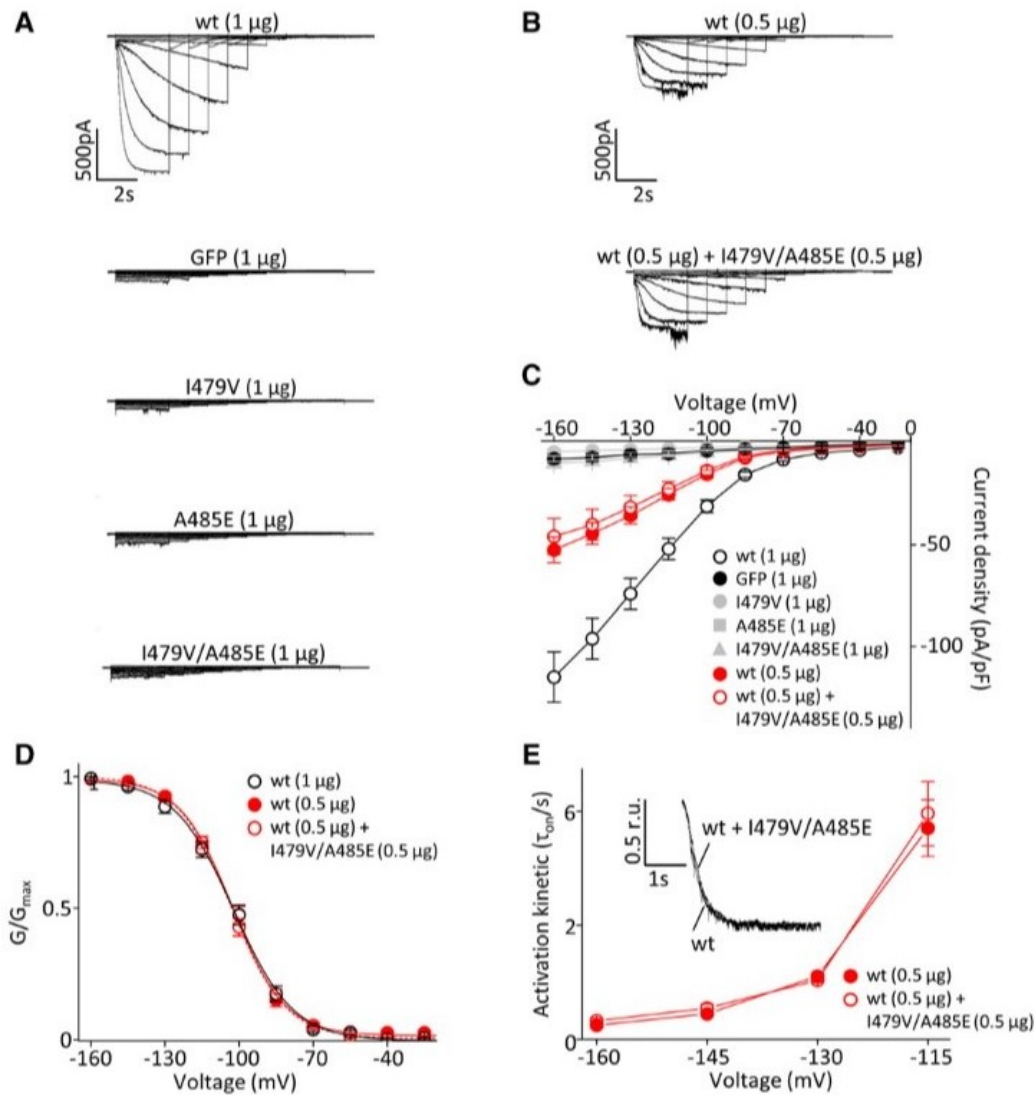 A
wt (1 µg)
500pA
2s
GFP (1 µg)
I479V (1 µg)
A485E (1 µg)
I479V/A485E (1 µg)
B
wt (0.5 µg)
500pA
2s
wt (0.5 µg) + I479V/A485E (0.5 µg)
C
Voltage (mV)
-160 -130 -100 -70 -40 0
-50
-100
Current density (pA/pF)
wt (1 µg)
GFP (1 µg)
I479V (1 µg)
A485E (1 µg)
I479V/A485E (1 µg)
wt (0.5 µg)
wt (0.5 µg) +
I479V/A485E (0.5 µg)
D
G/Gmax
1
0.5
0
-160 -130 -100 -70 -40
Voltage (mV)
wt (1 µg)
wt (0.5 µg)
wt (0.5 µg) +
I479V/A485E (0.5 µg)
E
Activation kinetic (τon/s)
6
2
0
-160 -145 -130 -115
Voltage (mV)
0.5 r.u.
1s
wt + I479V/A485E
wt
wt (0.5 µg)
wt (0.5 µg) +
I479V/A485E (0.5 µg)